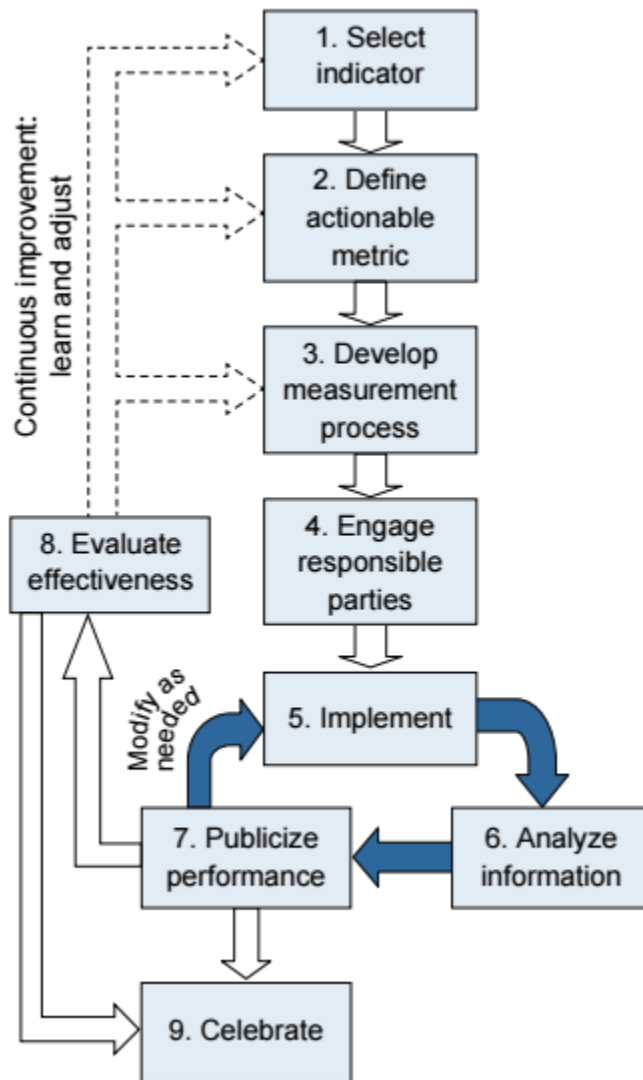 1. Select
indicator
2. Define
actionable
metric
3. Develop
measurement
process
4. Engage
responsible
parties
Continuous improvement:
learn and adjust
8. Evaluate
effectiveness
Modify as
needed
5. Implement
7. Publicize
performance
6. Analyze
information
9. Celebrate